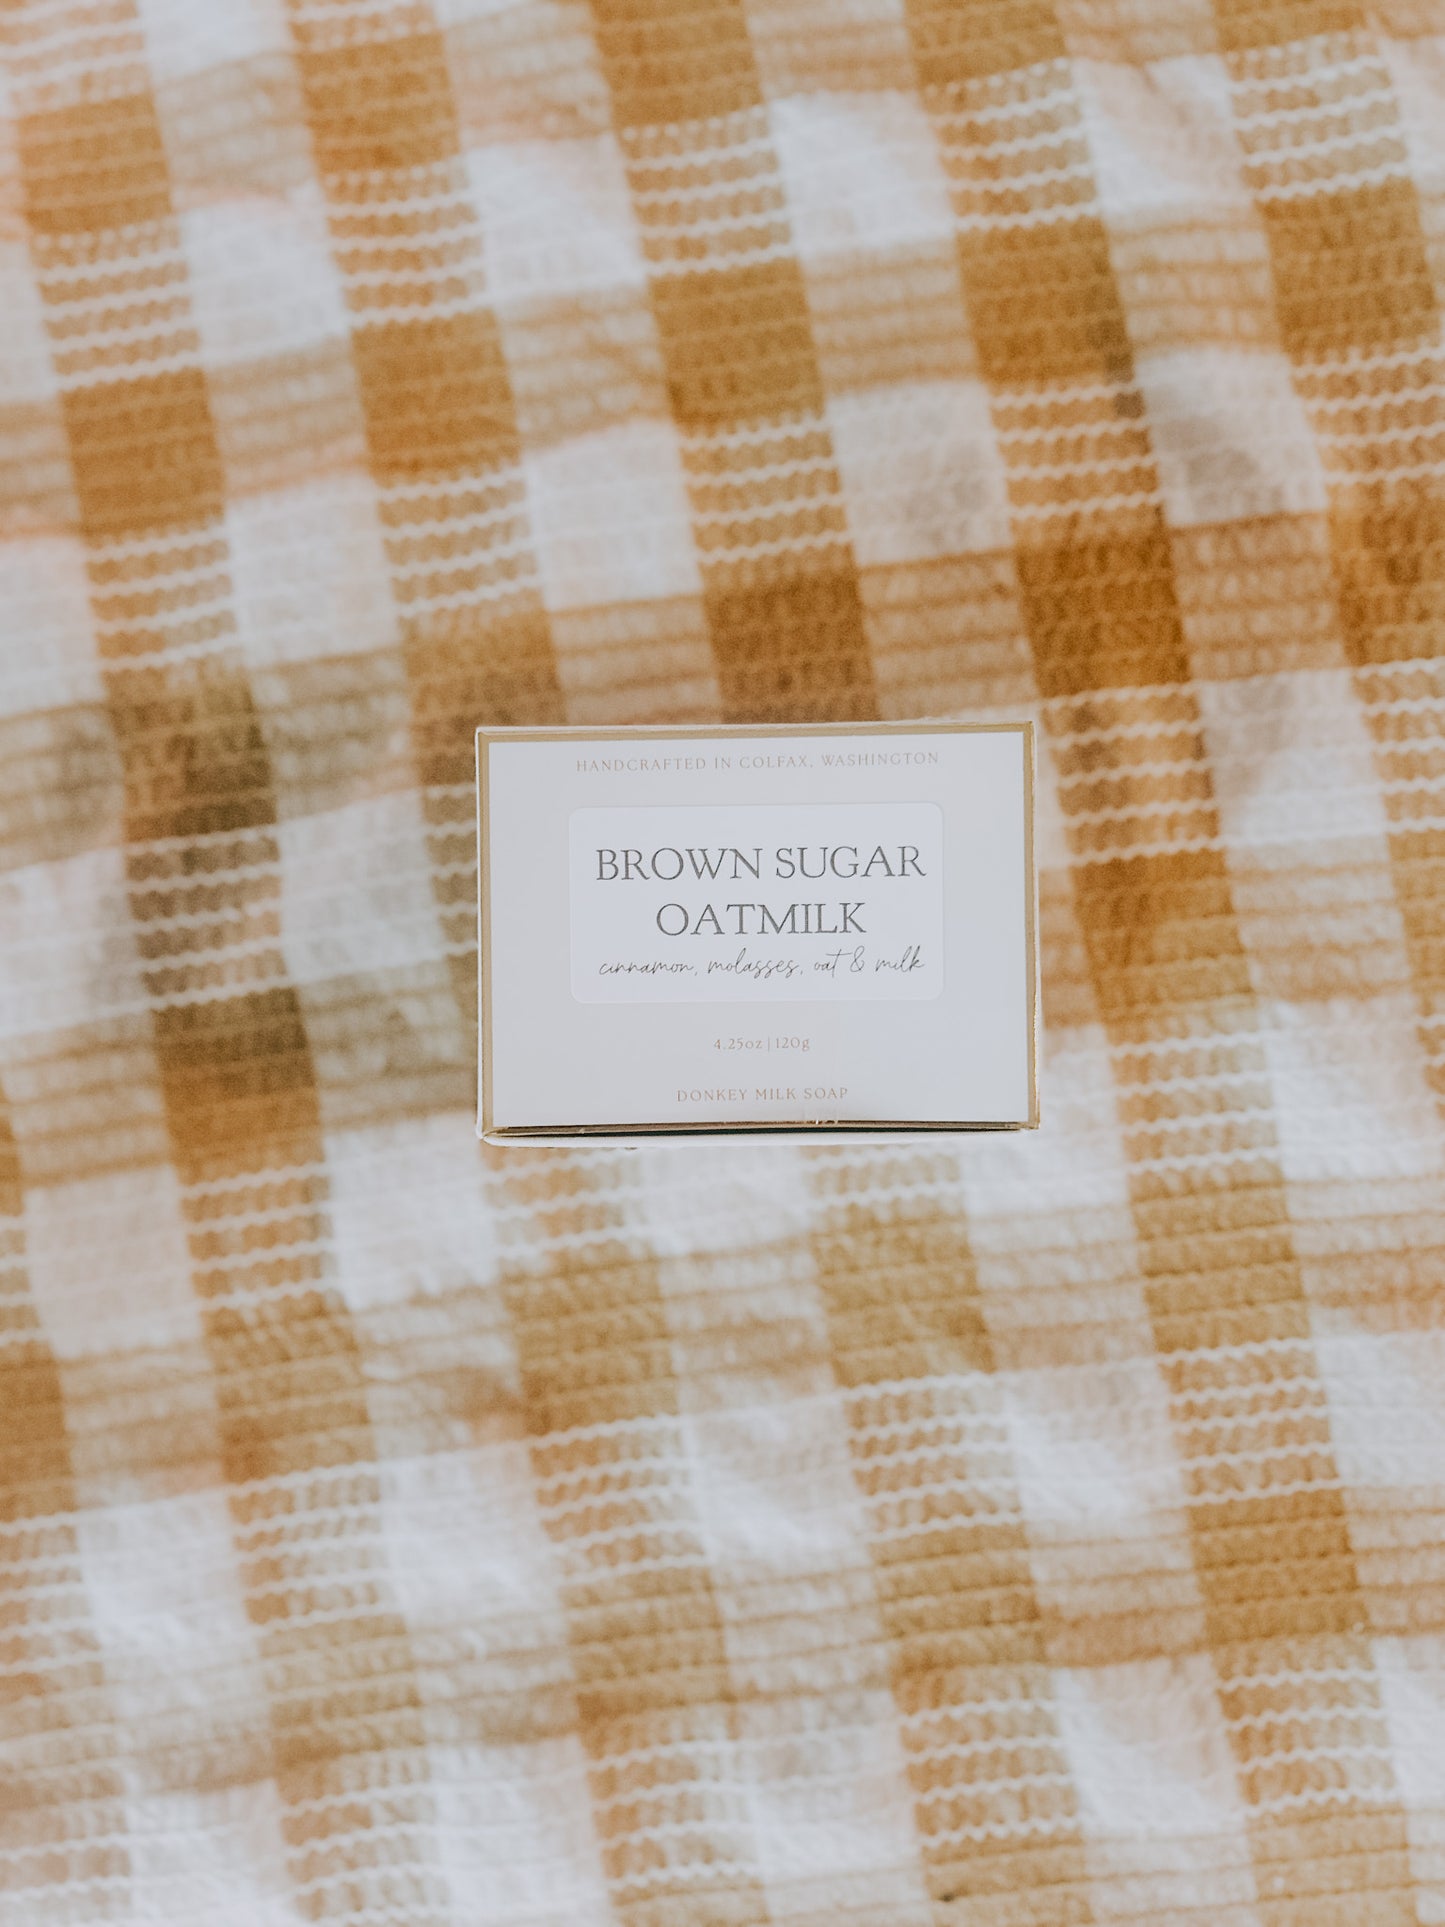 HANDCRAFTED IN COLFAX, WASHINGTON
BROWN SUGAR
OATMILK
cinnamon, molasses, oat & milk
4.25oz | 120g
DONKEY MILK SOAP